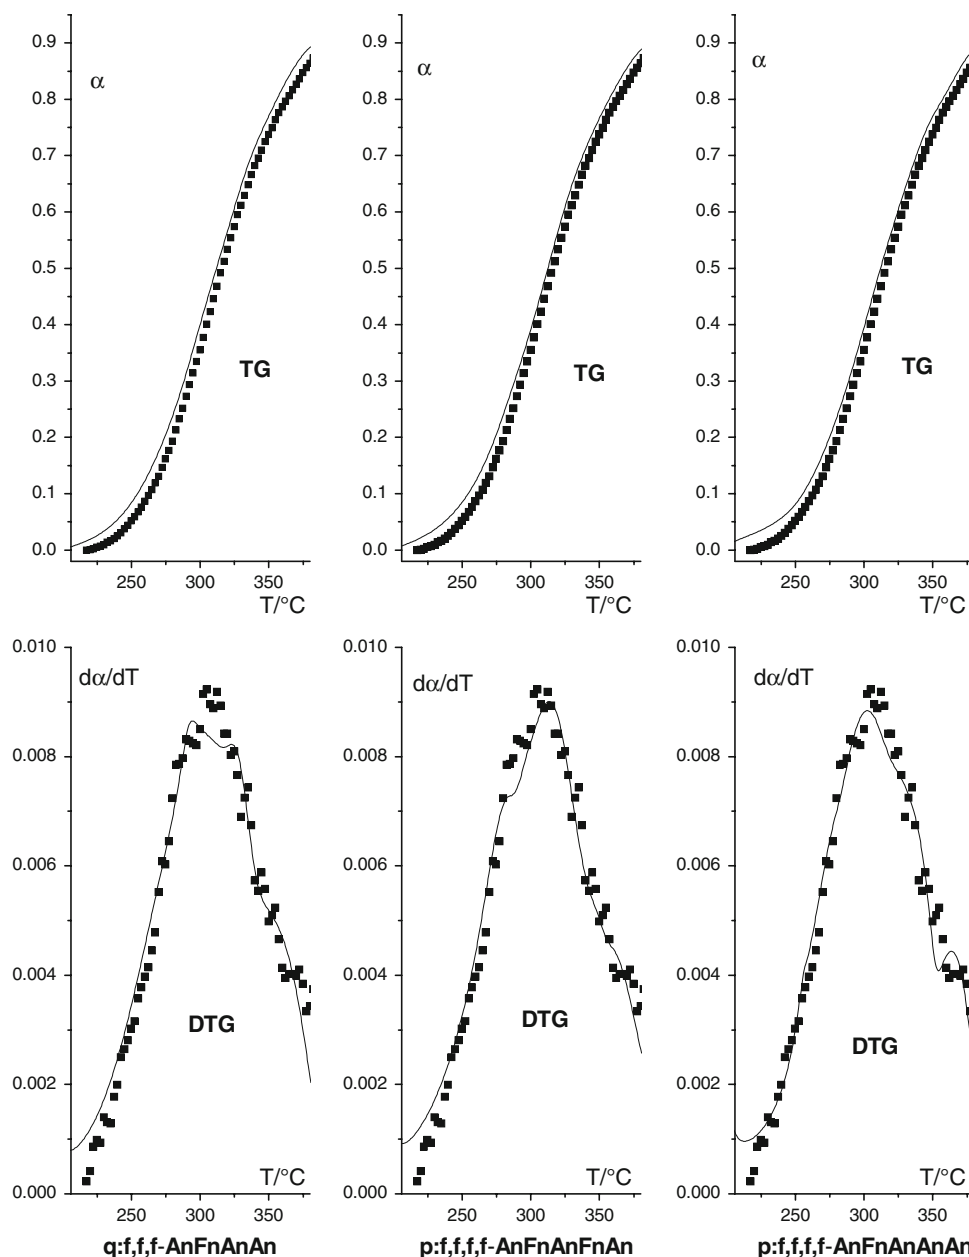 0.9
0.8
0.7
0.6
0.5
0.4
0.3
0.2
0.1
0.0
α
TG
250 300 350
T/°C
0.9
0.8
0.7
0.6
0.5
0.4
0.3
0.2
0.1
0.0
α
TG
250 300 350
T/°C
0.9
0.8
0.7
0.6
0.5
0.4
0.3
0.2
0.1
0.0
α
TG
250 300 350
T/°C
0.010
0.008
0.006
0.004
0.002
0.000
dα/dT
DTG
T/°C
250 300 350
q:f,f,f-AnFnAnAn
0.010
0.008
0.006
0.004
0.002
0.000
dα/dT
DTG
T/°C
250 300 350
p:f,f,f,f-AnFnAnFnAn
0.010
0.008
0.006
0.004
0.002
0.000
dα/dT
DTG
T/°C
250 300 350
p:f,f,f,f-AnFnAnAnAn